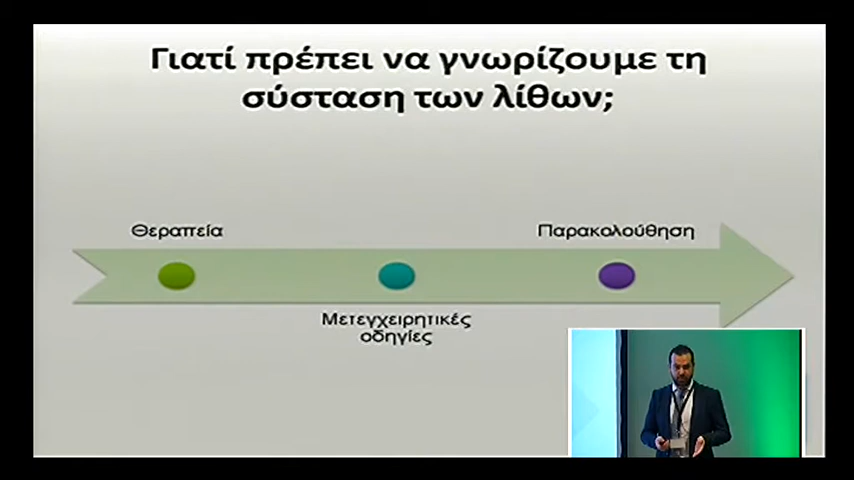 Γιατί πρέπει να γνωρίζουμε τη
σύσταση των λίθων;
Θεραπεία
Παρακολούθηση
Μετεγχειρητικές
οδηγίες